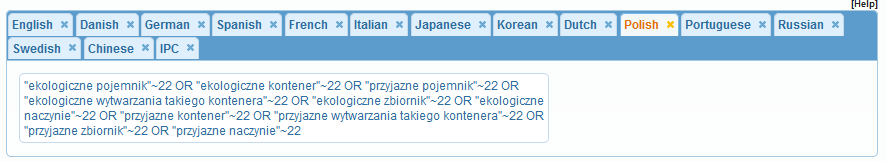 [Help]
English × Danish × German × Spanish × French × Italian × Japanese × Korean × Dutch × Polish × Portuguese × Russian ×
Swedish × Chinese × IPC ×
"ekologiczne pojemnik"~22 OR "ekologiczne kontener"~22 OR "przyjazne pojemnik"~22 OR
"ekologiczne wytwarzania takiego kontenera"~22 OR "ekologiczne zbiornik"~22 OR "ekologiczne
naczynie"~22 OR "przyjazne kontener"~22 OR "przyjazne wytwarzania takiego kontenera"~22 OR
"przyjazne zbiornik"~22 OR "przyjazne naczynie"~22